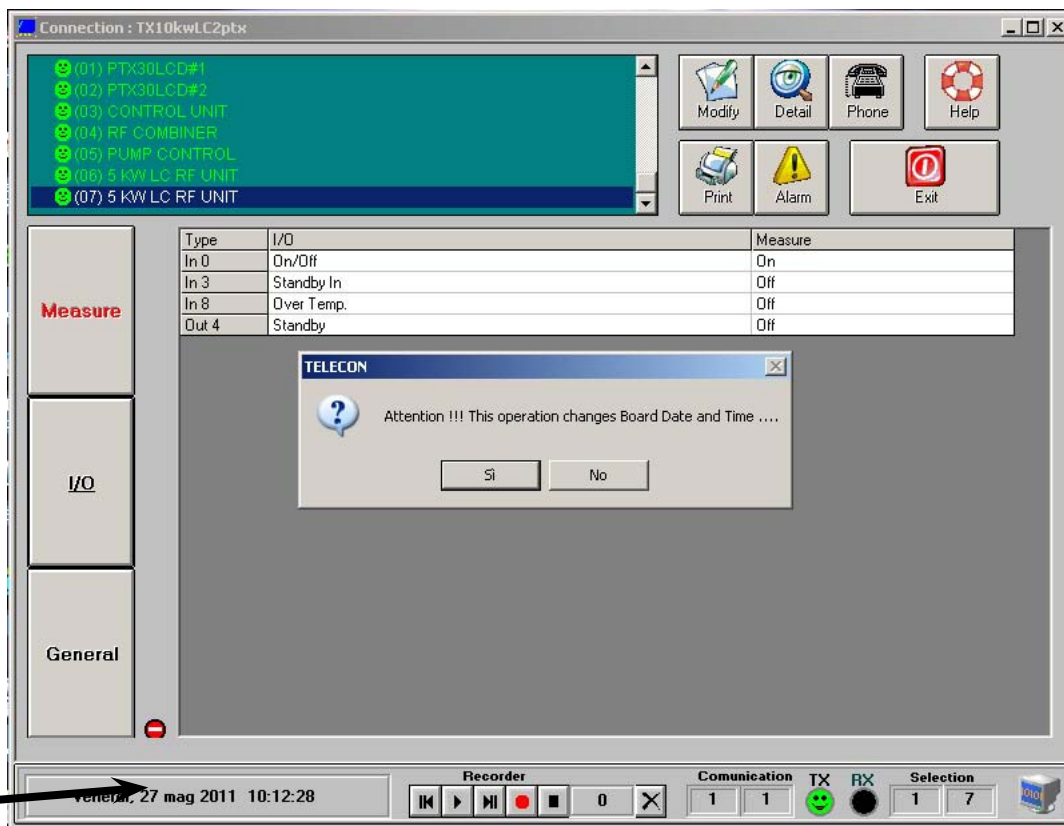 Connection : TX10kwLC2ptx
(01) PTX30LCD#1
(02) PTX30LCD#2
(03) CONTROL UNIT
(04) RF COMBINER
(05) PUMP CONTROL
(06) 5 KW LC RF UNIT
(07) 5 KW LC RF UNIT
Modify Detail Phone Help
Print Alarm Exit
Measure
I/O
General
Type I/O Measure
In 0 On/Off On
In 3 Standby In Off
In 8 Over Temp. Off
Out 4 Standby Off
TELECON
Attention !!! This operation changes Board Date and Time ....
Sì No
27 mag 2011 10:12:28
Recorder
0
Comunication
1 1
TX RX
Selection
1 7